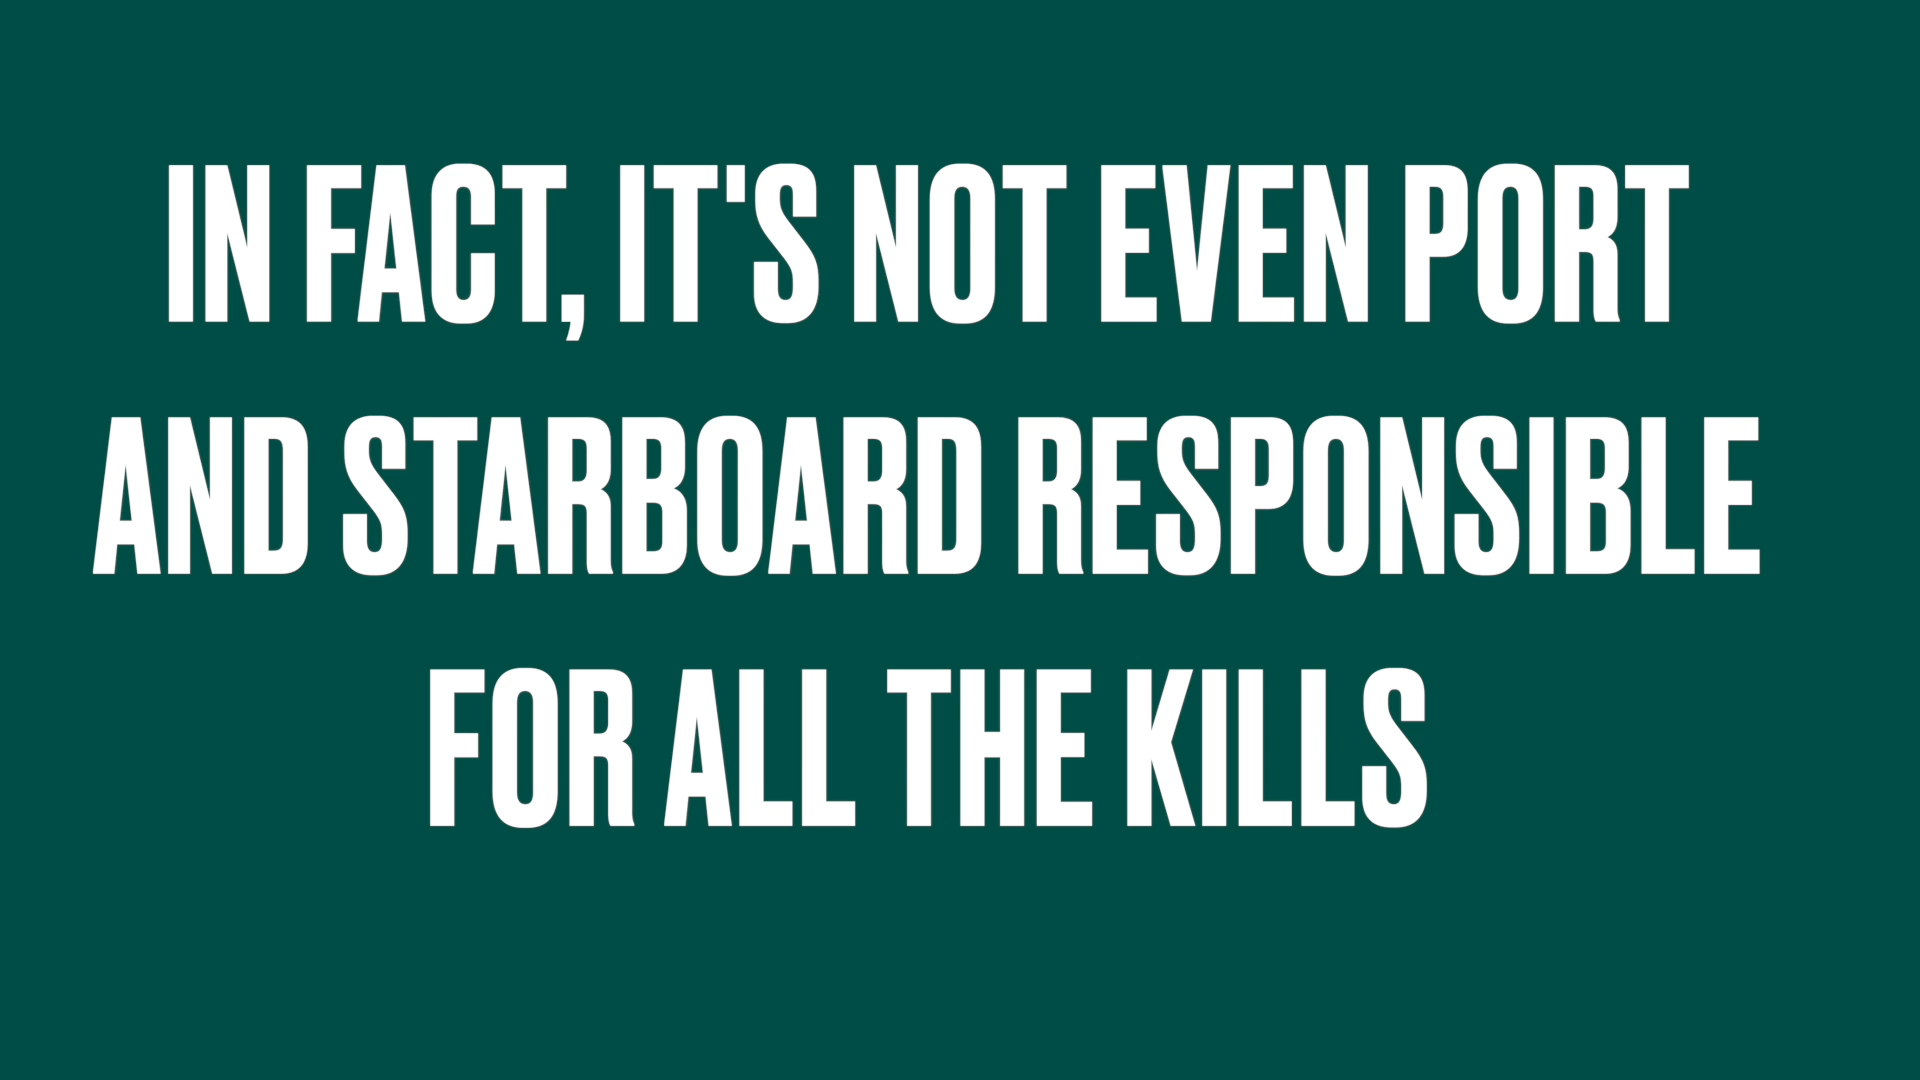 IN FACT, IT'S NOT EVEN PORT
AND STARBOARD RESPONSIBLE
FOR ALL THE KILLS